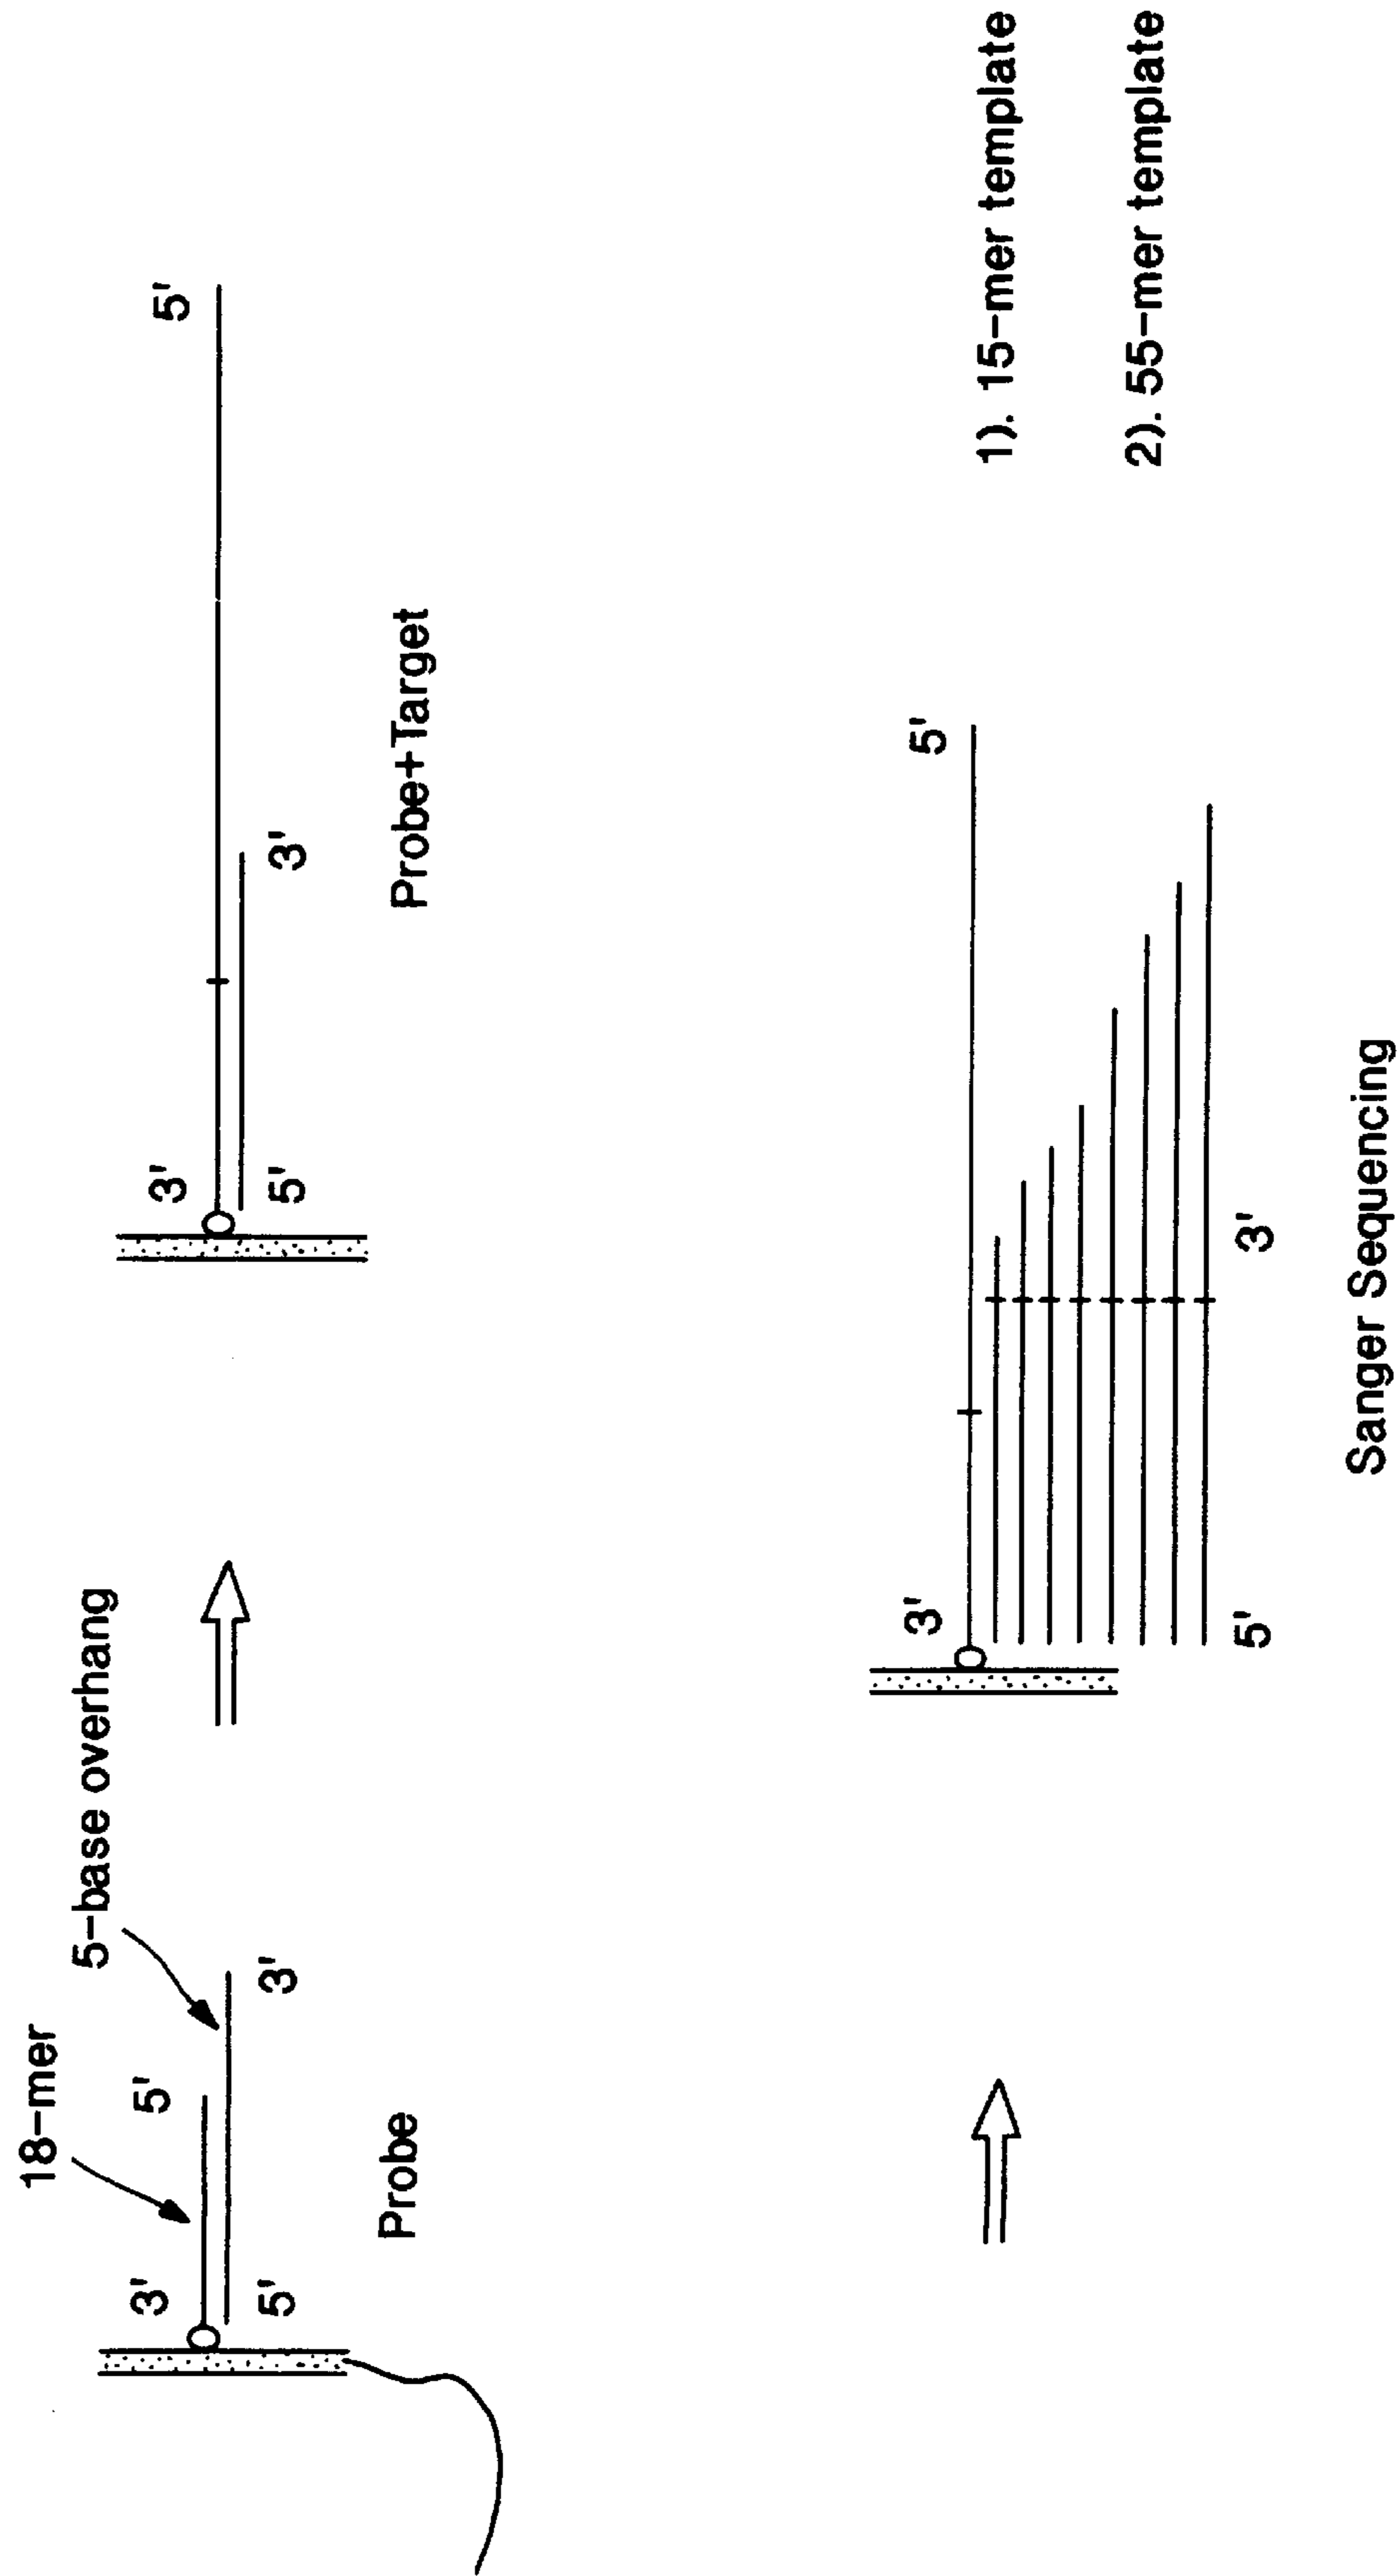 18-mer
5-base overhang
3'
5'
5'
3'
Probe
3'
5'
5'
3'
Probe+Target
3'
5'
5'
3'
Sanger Sequencing
1). 15-mer template
2). 55-mer template